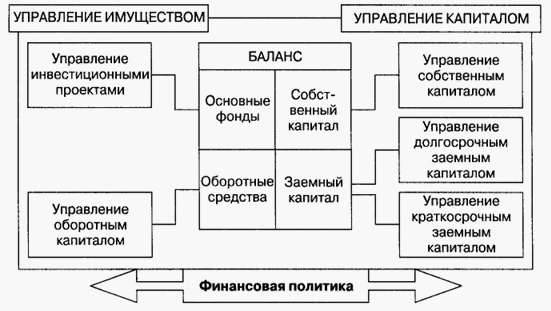 УПРАВЛЕНИЕ ИМУЩЕСТВОМ
УПРАВЛЕНИЕ КАПИТАЛОМ
Управление
инвестиционными
проектами
БАЛАНС
Основные
фонды
Собст-
венный
капитал
Управление
собственным
капиталом
Управление
долгосрочным
заемным
капиталом
Оборотные
средства
Заемный
капитал
Управление
оборотным
капиталом
Управление
краткосрочным
заемным
капиталом
Финансовая политика